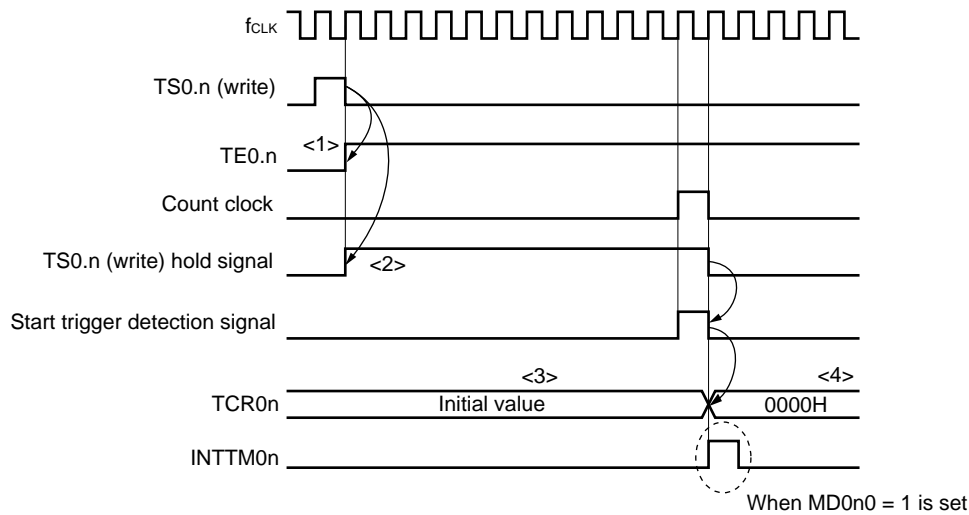 fCLK
TS0.n (write)
<1>
TE0.n
Count clock
TS0.n (write) hold signal
<2>
Start trigger detection signal
<3>
<4>
TCR0n
Initial value
0000H
INTTM0n
When MD0n0 = 1 is set